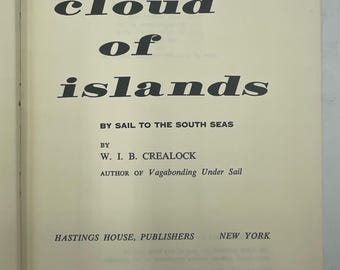 cloud
of
islands
BY SAIL TO THE SOUTH SEAS
BY
W. I. B. CREALOCK
AUTHOR OF Vagabonding Under Sail
HASTINGS HOUSE, PUBLISHERS NEW YORK